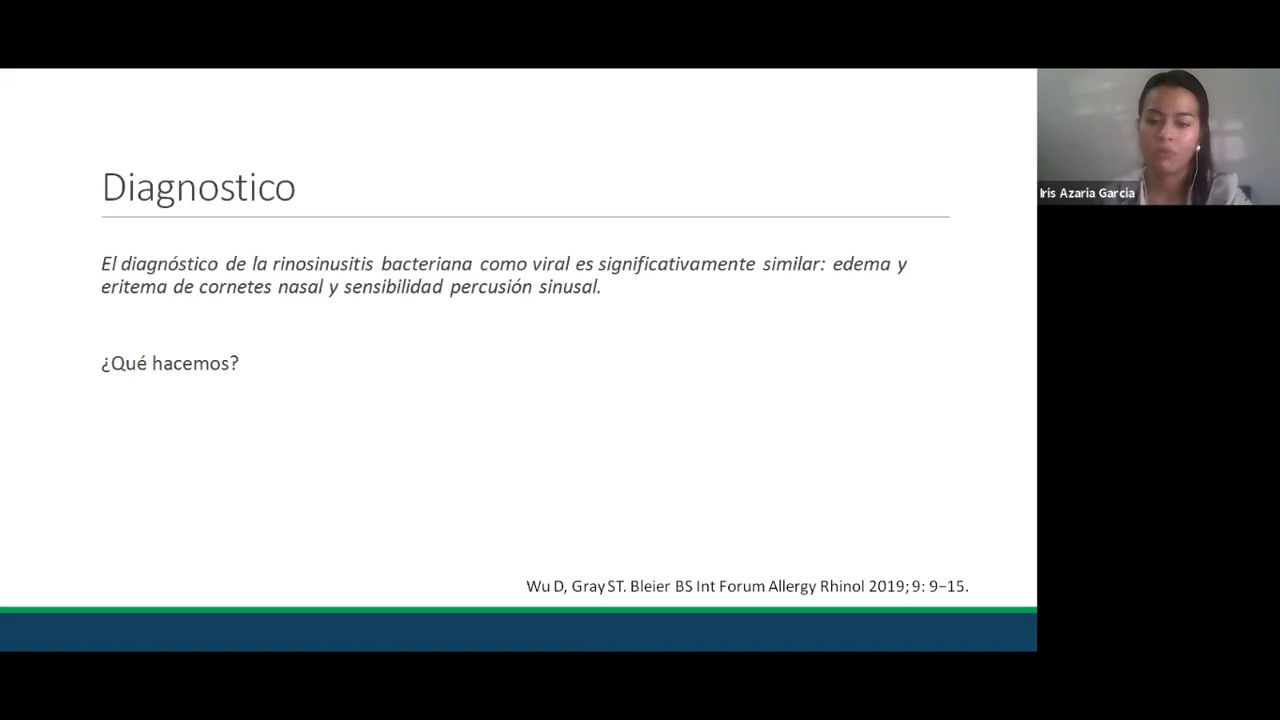 Diagnostico
El diagnóstico de la rinosinusitis bacteriana como viral es significativamente similar: edema y
eritema de cornetes nasal y sensibilidad percusión sinusal.
¿Qué hacemos?
Wu D, Gray ST. Bleier BS Int Forum Allergy Rhinol 2019; 9: 9–15.
Iris Azaria Garcia